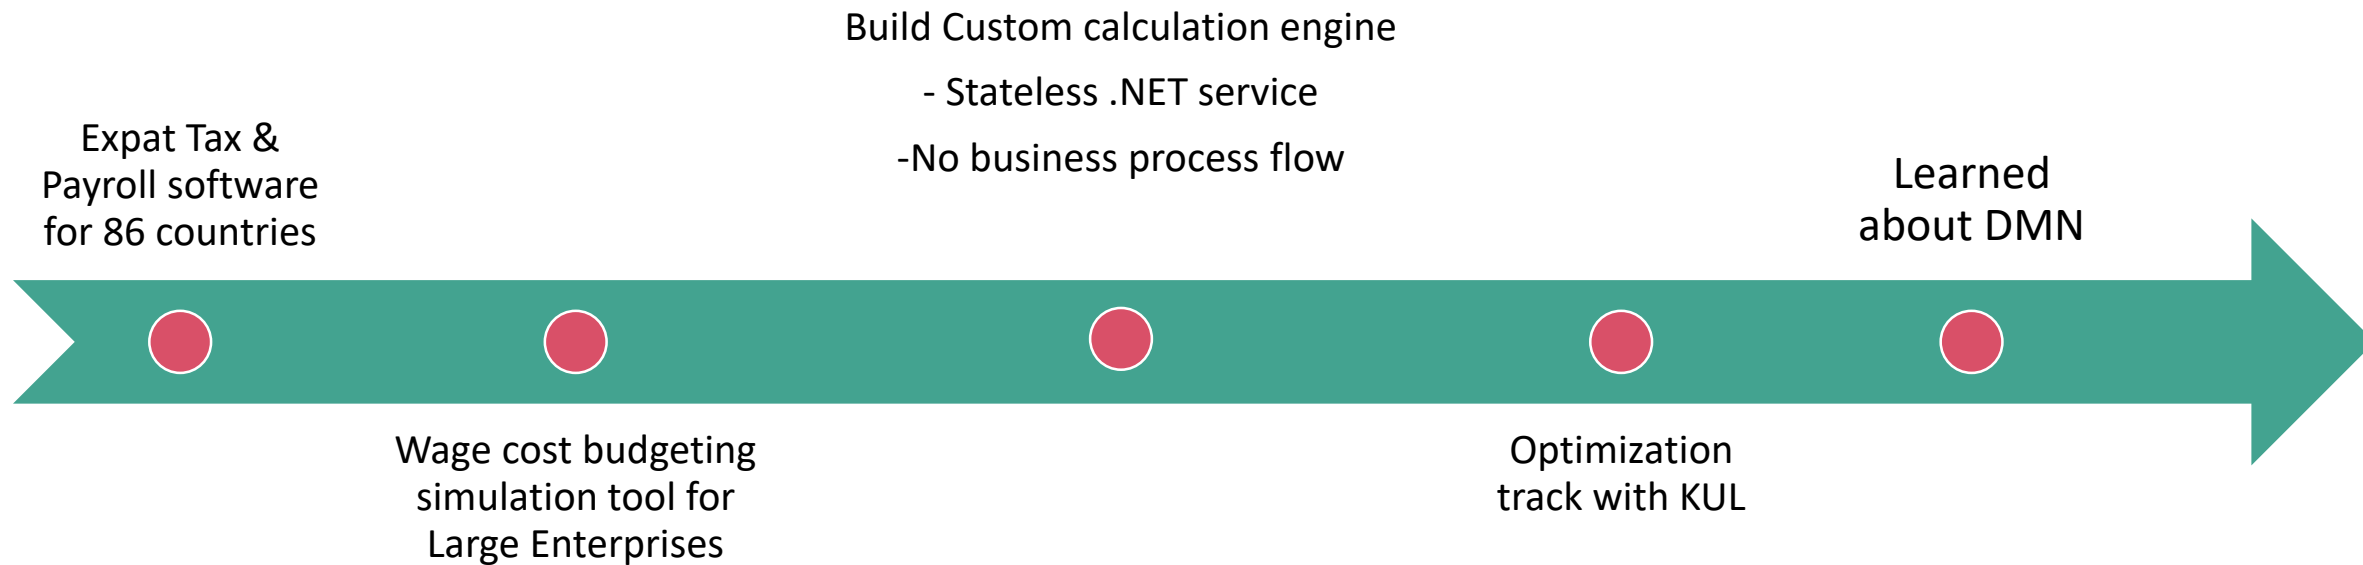 Expat Tax &
Payroll software
for 86 countries
Wage cost budgeting
simulation tool for
Large Enterprises
Build Custom calculation engine
- Stateless .NET service
-No business process flow
Optimization
track with KUL
Learned
about DMN